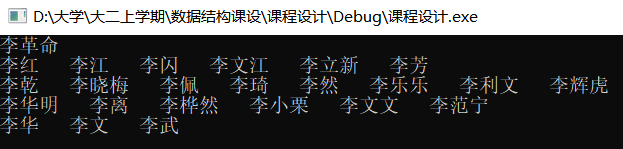 D:\大学\大二上学期\数据结构课设\课程设计\Debug\课程设计.exe
李革命
李红 李江 李闪 李文江 李立新 李芳
李乾 李晓梅 李佩 李琦 李然 李乐乐 李利文 李辉虎
李华明 李离 李桦然 李小栗 李文文 李范宁
李华 李文 李武